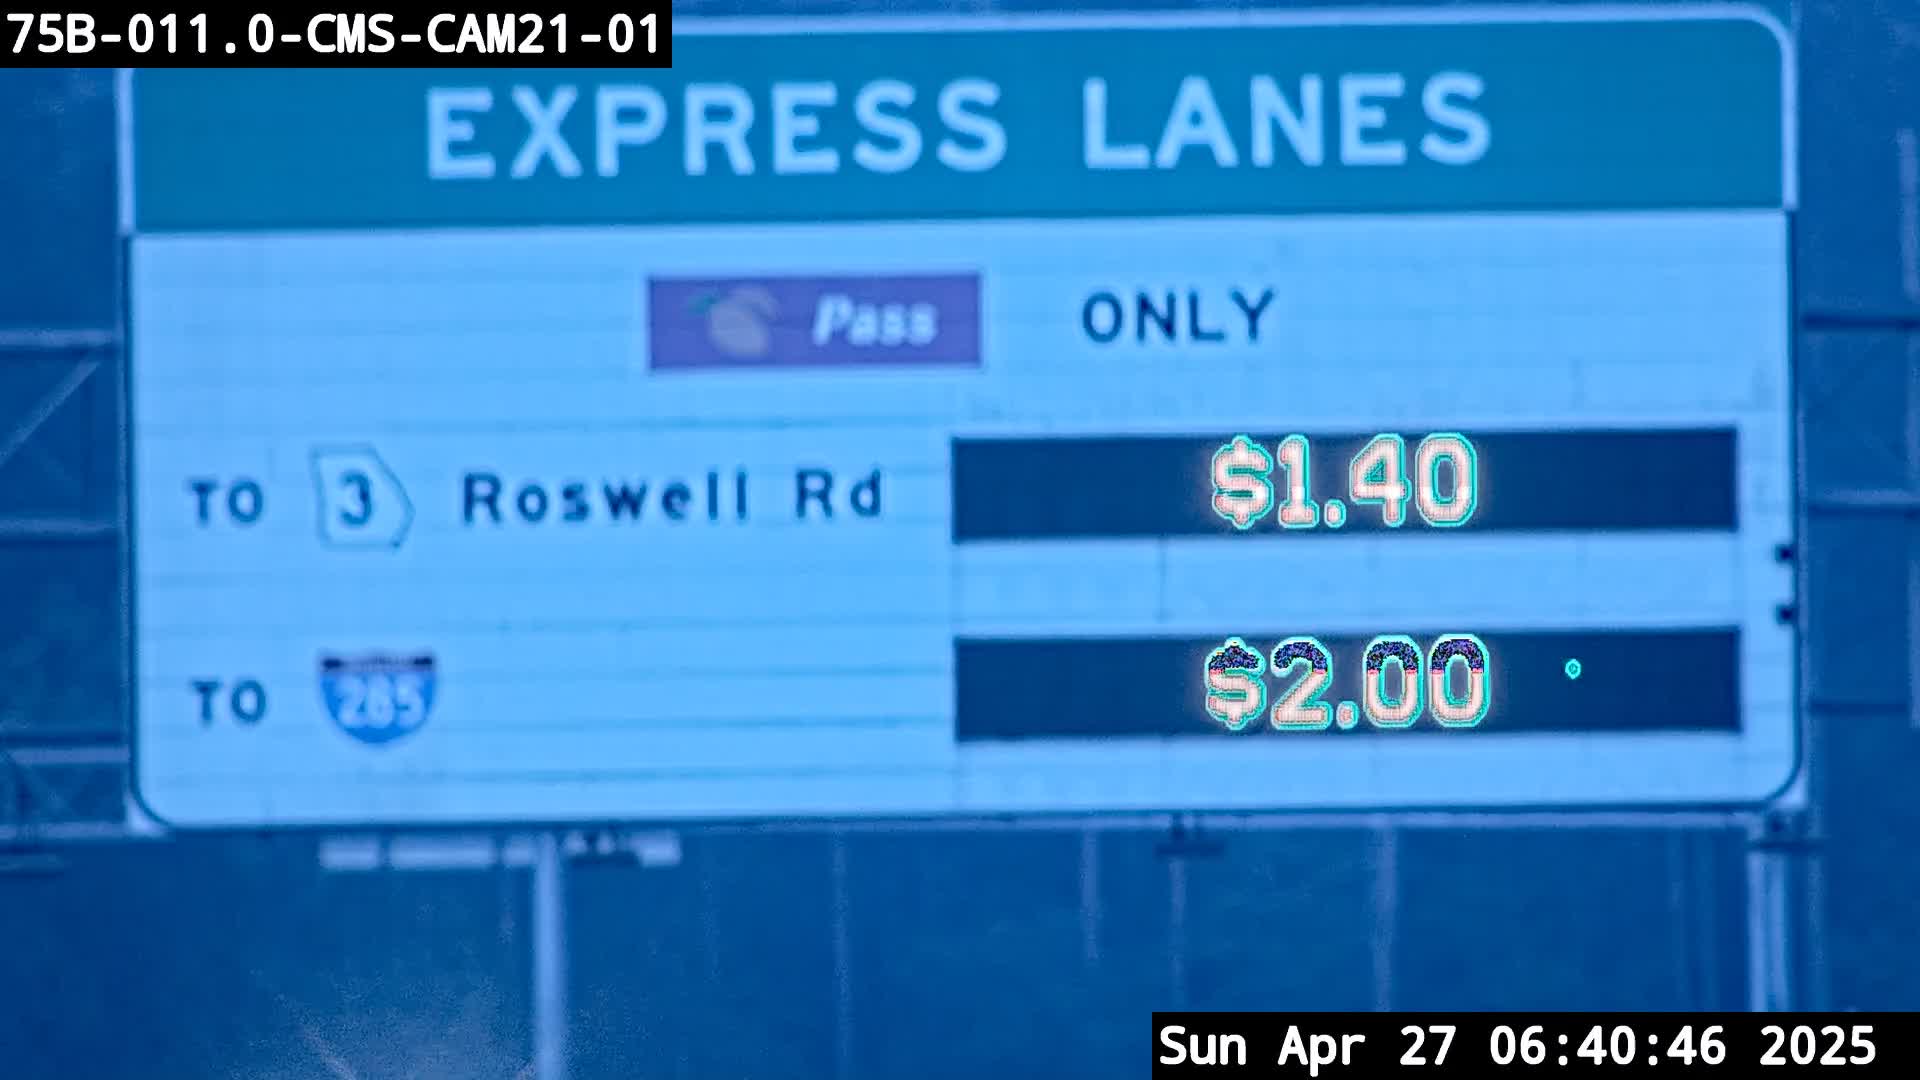 75B-011.0-CMS-CAM21-01
EXPRESS LANES
Pass ONLY
TO 3 Roswell Rd $1.40
TO 285 $2.00
Sun Apr 27 06:40:46 2025